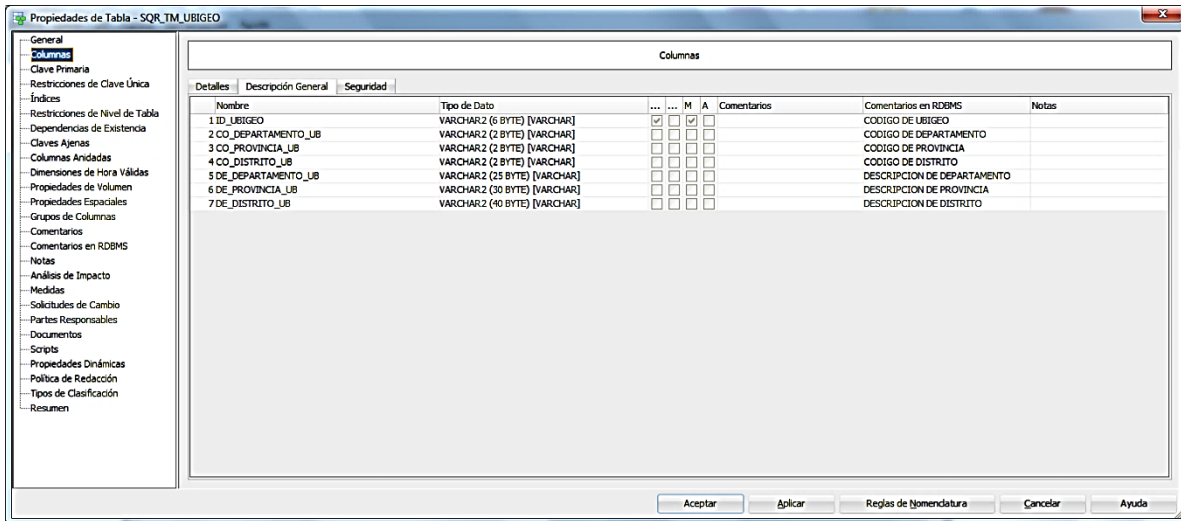 Propiedades de Tabla - SQR_TM_UBIGEO
General
Columnas
Clave Primaria
Restricciones de Clave Única
Índices
Restricciones de Nivel de Tabla
Dependencias de Existencia
Claves Ajenas
Columnas Anidadas
Dimensiones de Hora Válidas
Propiedades de Volumen
Propiedades Espaciales
Grupos de Columnas
Comentarios
Comentarios en RDBMS
Notas
Análisis de Impacto
Medidas
Solicitudes de Cambio
Partes Responsables
Documentos
Scripts
Propiedades Dinámicas
Política de Redacción
Tipos de Clasificación
Resumen
Columnas
Detalles Descripción General Seguridad
Nombre Tipo de Dato ... ... M A Comentarios Comentarios en RDBMS Notas
1 ID_UBIGEO VARCHAR2 (6 BYTE) [VARCHAR] CODIGO DE UBIGEO
2 CO_DEPARTAMENTO_UB VARCHAR2 (2 BYTE) [VARCHAR] CODIGO DE DEPARTAMENTO
3 CO_PROVINCIA_UB VARCHAR2 (2 BYTE) [VARCHAR] CODIGO DE PROVINCIA
4 CO_DISTRITO_UB VARCHAR2 (2 BYTE) [VARCHAR] CODIGO DE DISTRITO
5 DE_DEPARTAMENTO_UB VARCHAR2 (25 BYTE) [VARCHAR] DESCRIPCION DE DEPARTAMENTO
6 DE_PROVINCIA_UB VARCHAR2 (30 BYTE) [VARCHAR] DESCRIPCION DE PROVINCIA
7 DE_DISTRITO_UB VARCHAR2 (40 BYTE) [VARCHAR] DESCRIPCION DE DISTRITO
Aceptar Aplicar Reglas de Nomenclatura Cancelar Ayuda